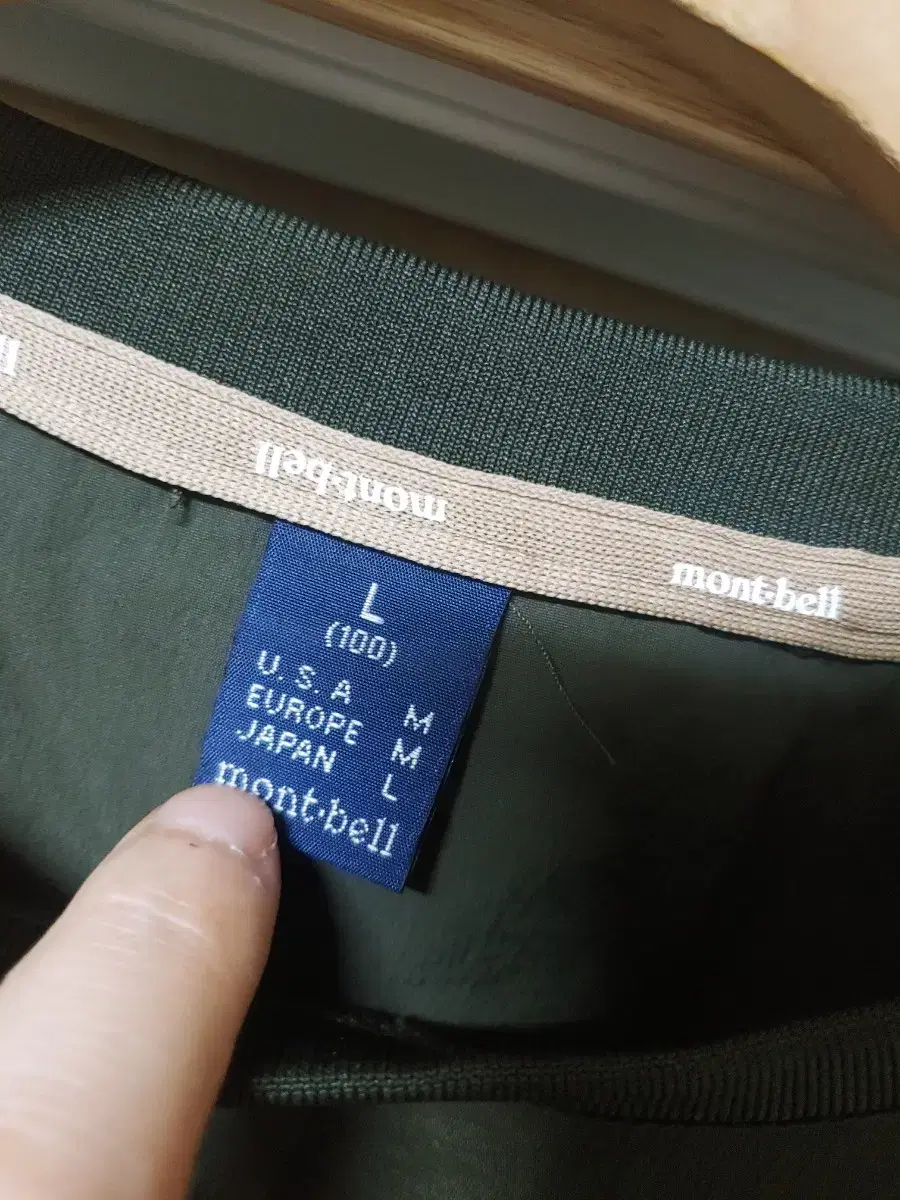 mont-bell
mont-bell
L
(100)
U.S.A M
EUROPE M
JAPAN L
mont-bell